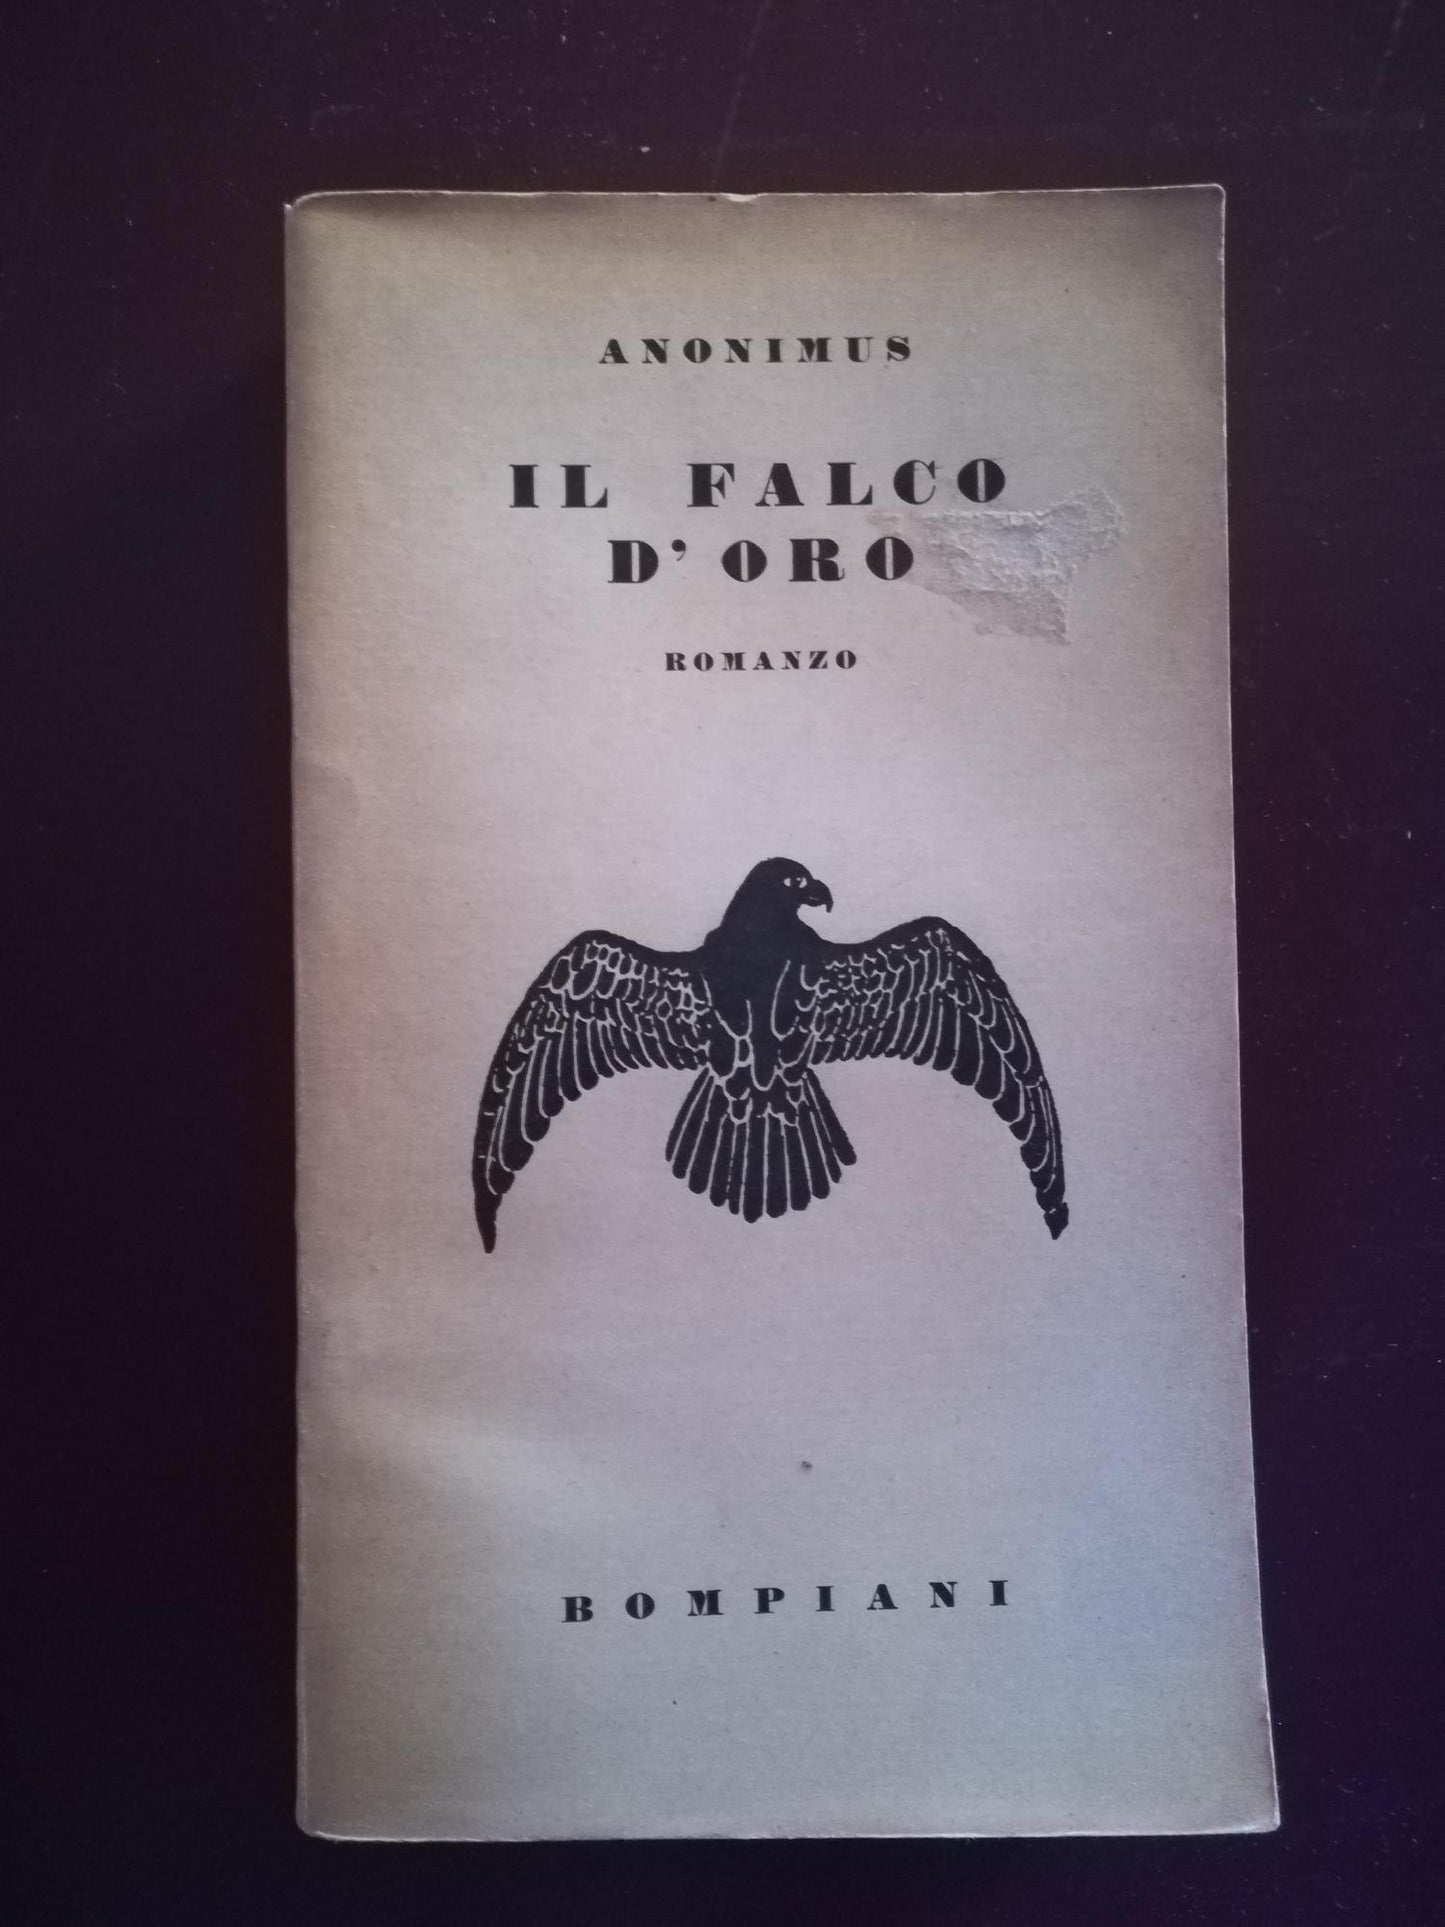 ANONIMUS
IL FALCO
D'ORO
ROMANZO
BOMPIANI